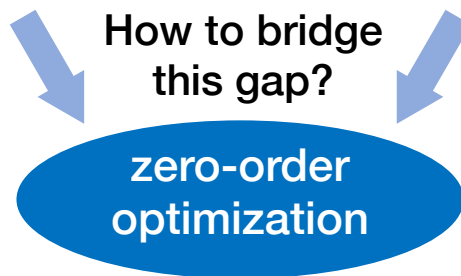 How to bridge
this gap?
zero-order
optimization